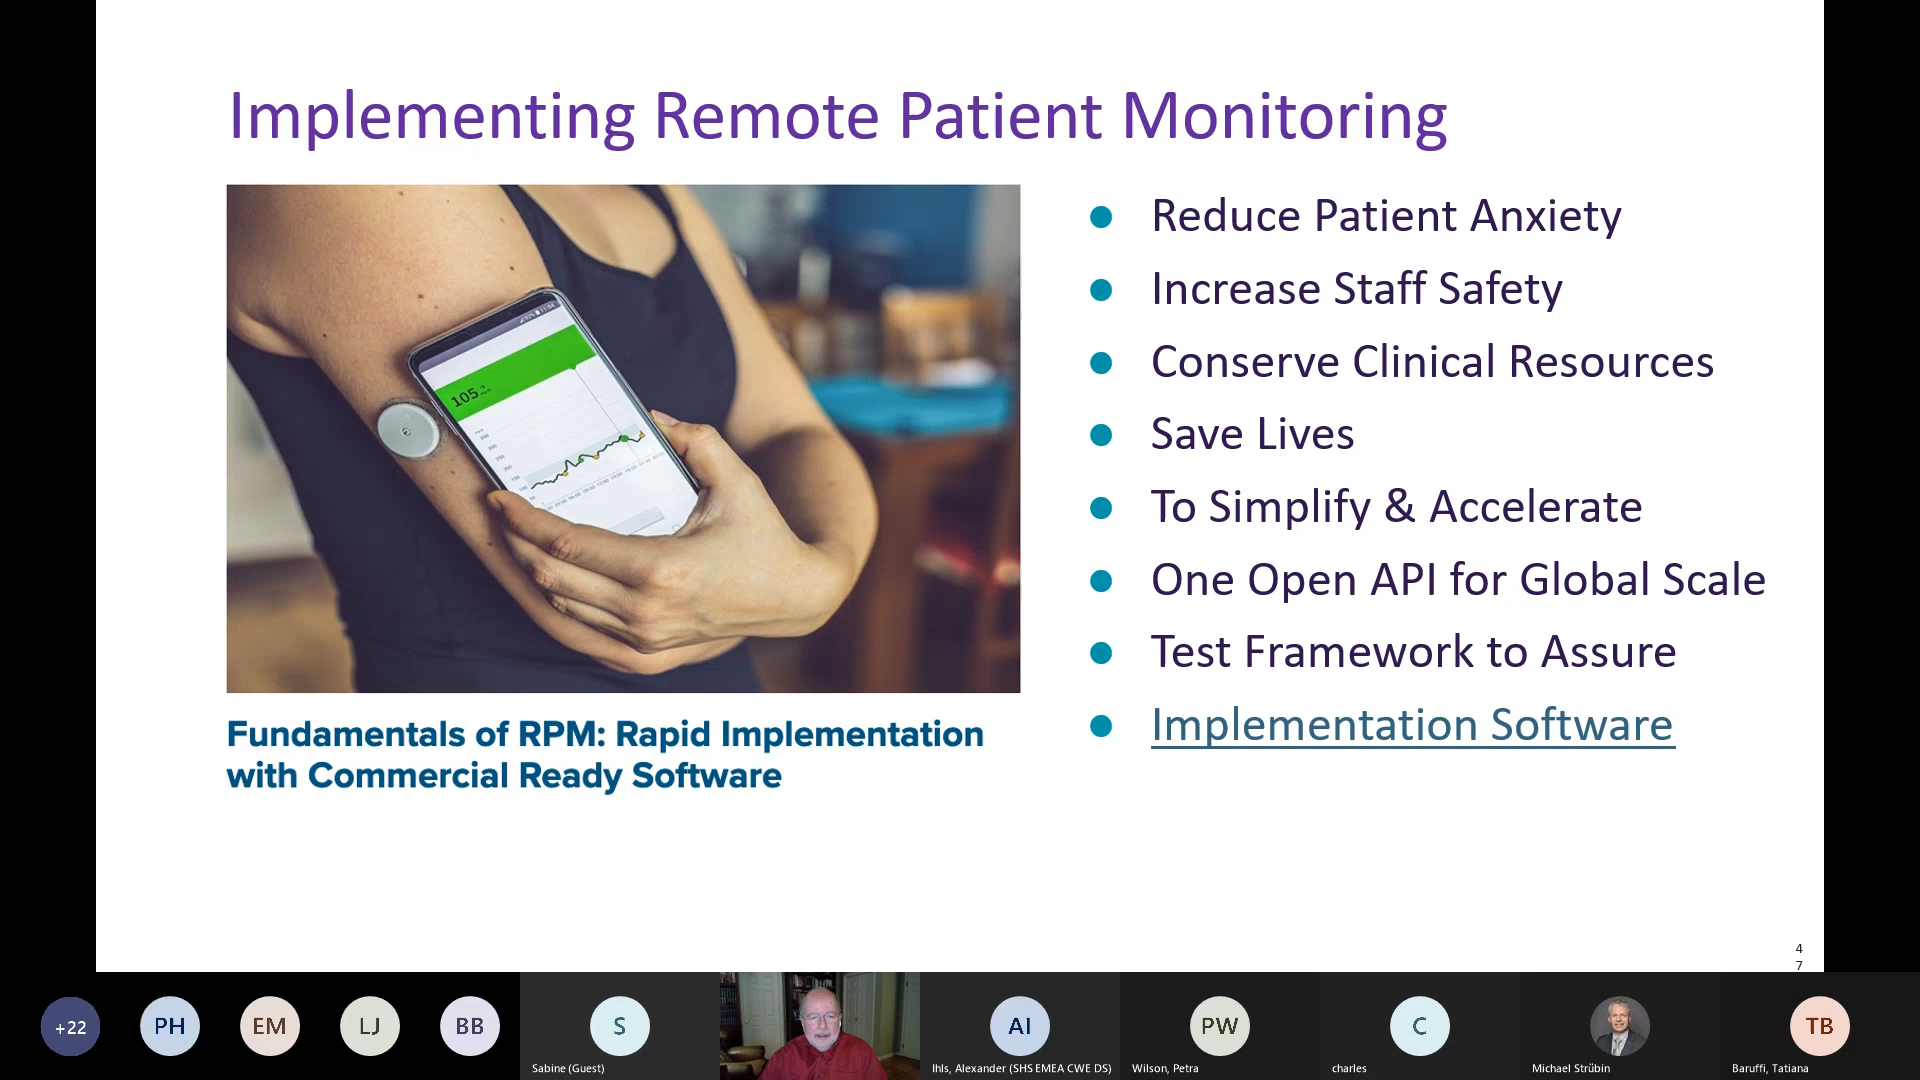 Implementing Remote Patient Monitoring
105
Fundamentals of RPM: Rapid Implementation
with Commercial Ready Software
● Reduce Patient Anxiety
● Increase Staff Safety
● Conserve Clinical Resources
● Save Lives
● To Simplify & Accelerate
● One Open API for Global Scale
● Test Framework to Assure
● Implementation Software
4
7
+22
PH
EM
LJ
BB
S
Sabine (Guest)
AI
Ihls, Alexander (SHS EMEA CWE DS)
PW
Wilson, Petra
C
charles
Michael Strübin
TB
Baruffi, Tatiana